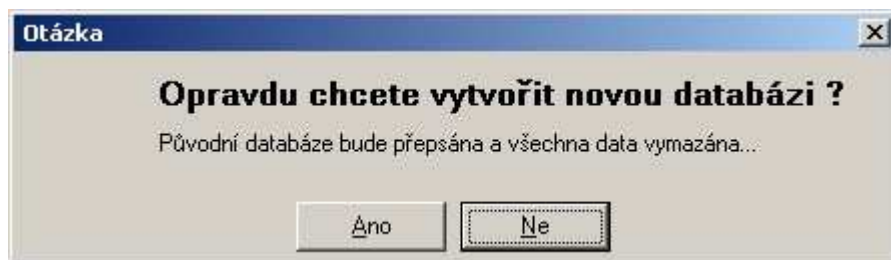 Otázka
Opravdu chcete vytvořit novou databázi ?
Původní databáze bude přepsána a všechna data vymazána...
Ano
Ne